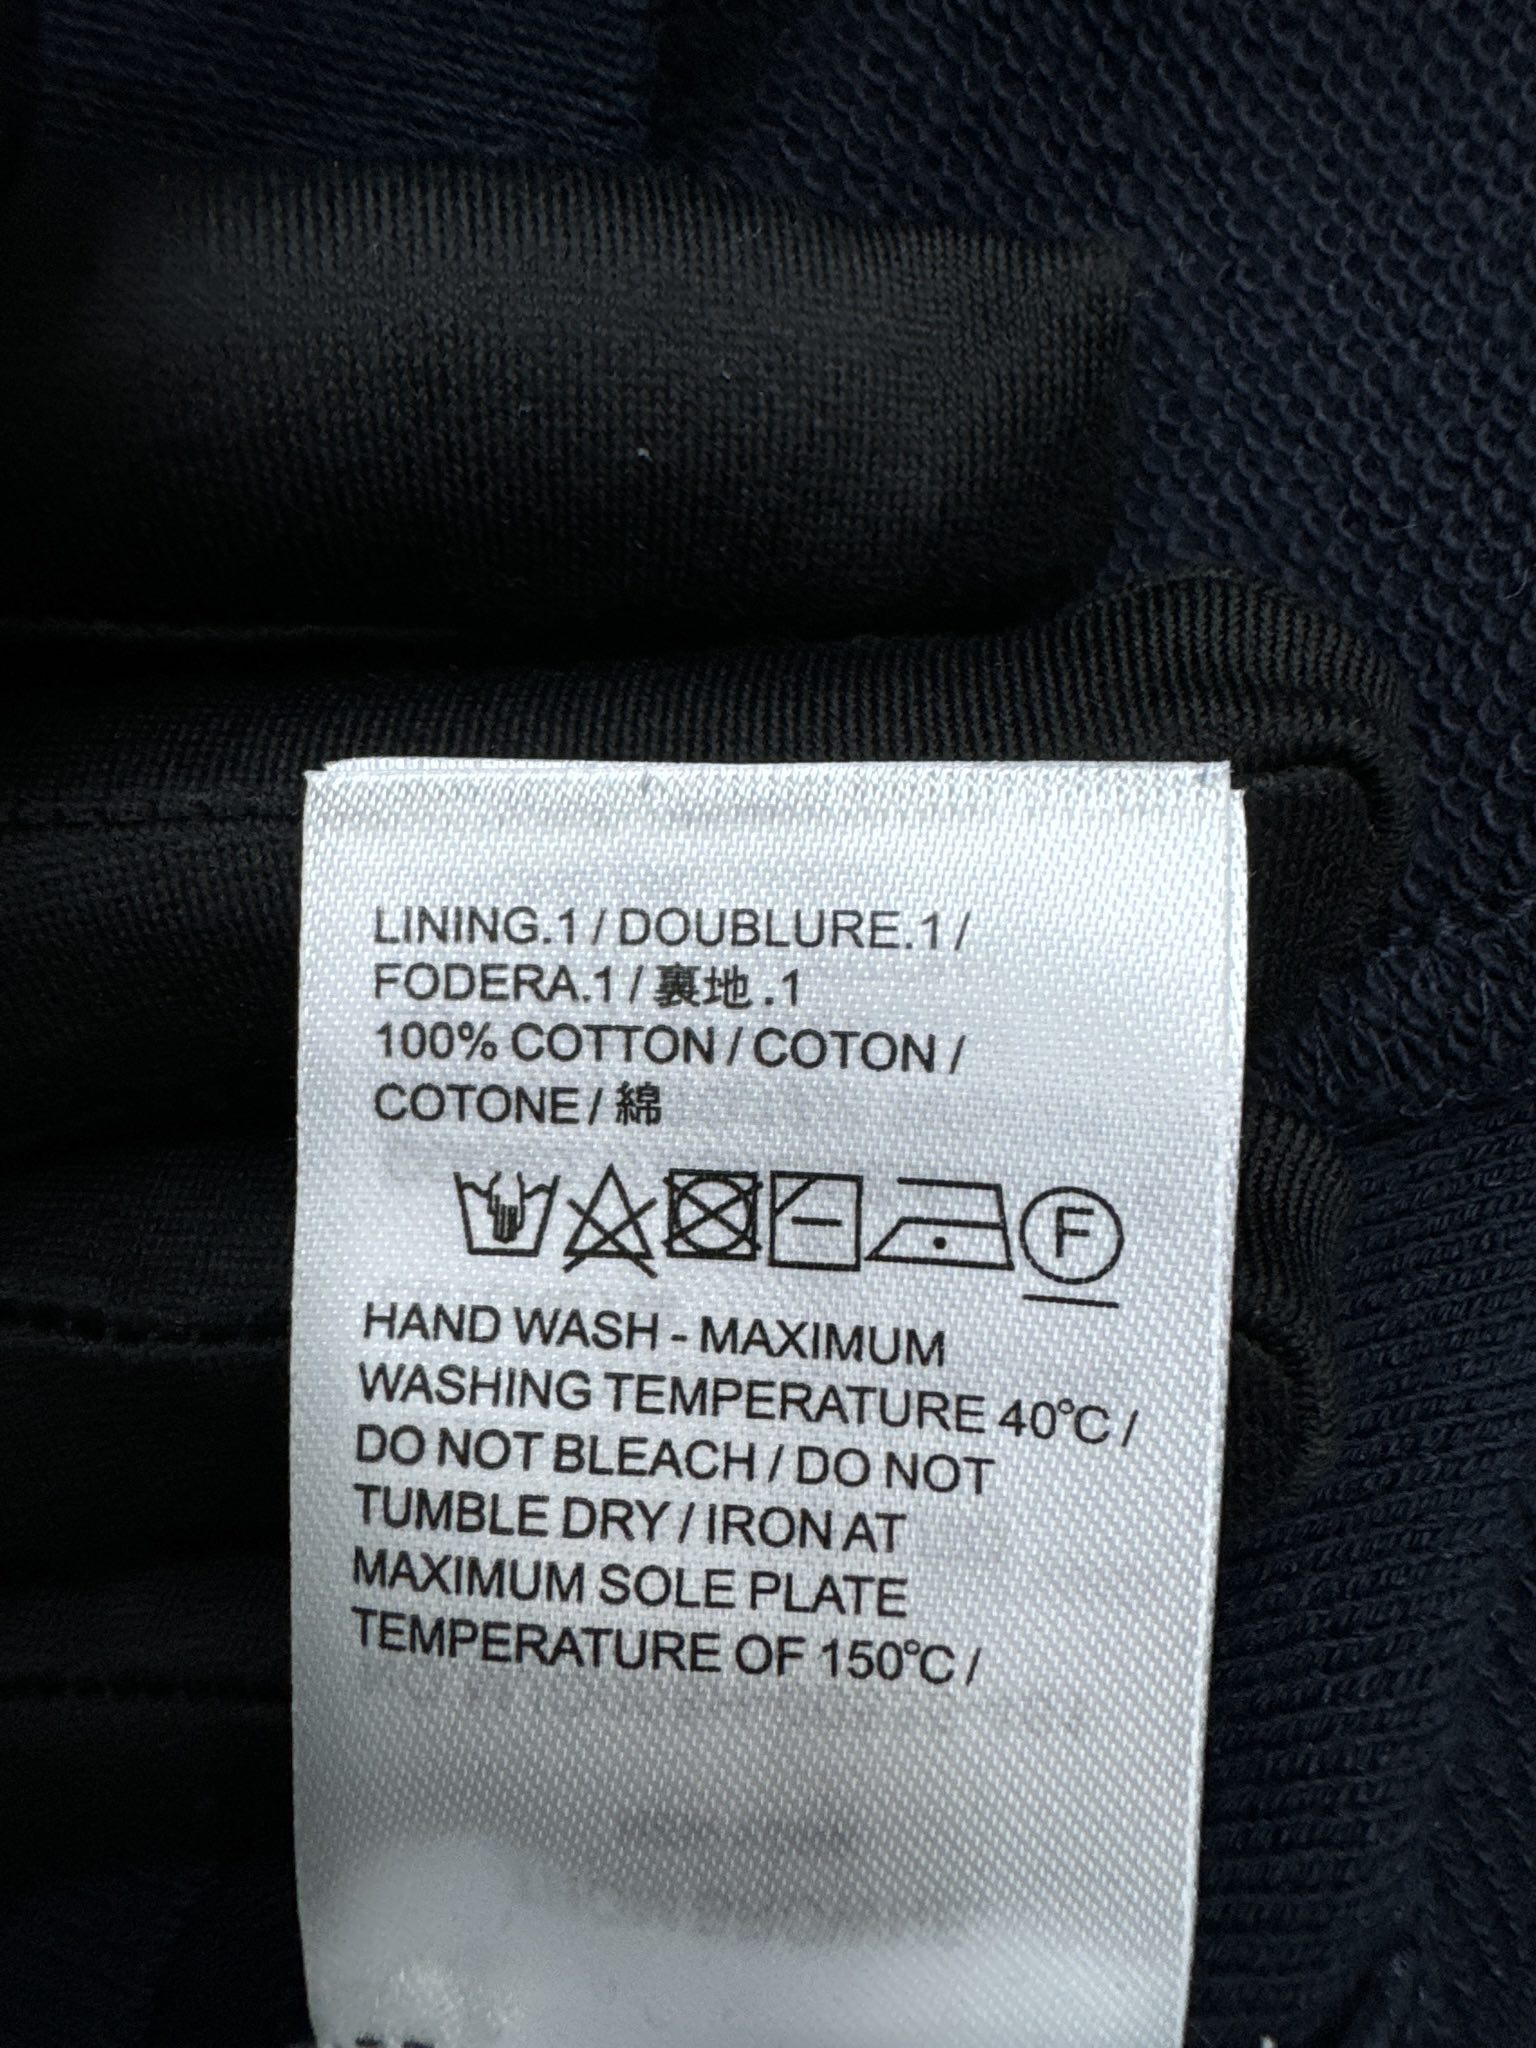 LINING.1 / DOUBLURE.1 /
FODERA.1 / 裏地 .1
100% COTTON / COTON /
COTONE / 綿
F
HAND WASH - MAXIMUM
WASHING TEMPERATURE 40°C /
DO NOT BLEACH / DO NOT
TUMBLE DRY / IRON AT
MAXIMUM SOLE PLATE
TEMPERATURE OF 150°C /